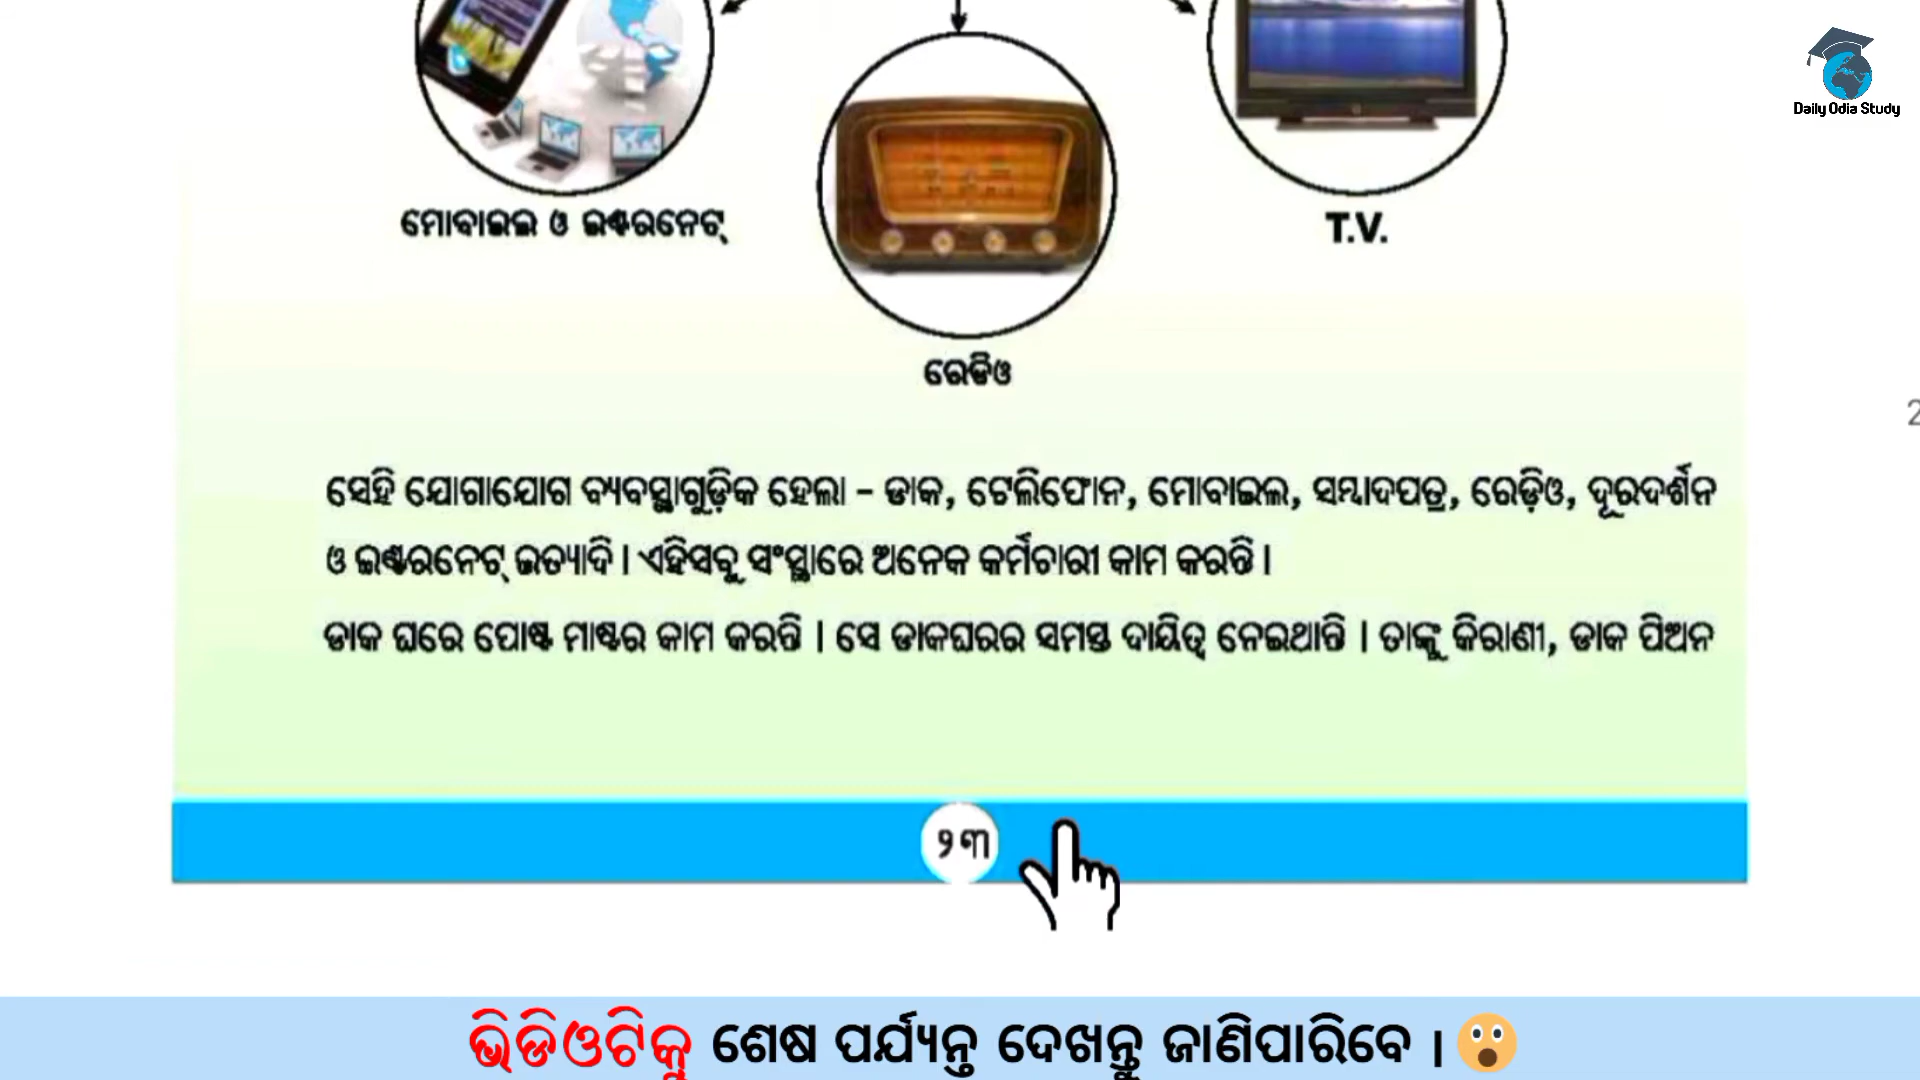 Daily Odia Study
ମୋବାଇଲ ଓ ଇଣ୍ଟରନେଟ୍
T.V.
ରେଡିଓ
2
ସେହି ଯୋଗାଯୋଗ ବ୍ୟବସ୍ଥାଗୁଡ଼ିକ ହେଲା – ଡାକ, ଟେଲିଫୋନ, ମୋବାଇଲ, ସମ୍ବାଦପତ୍ର, ରେଡ଼ିଓ, ଦୂରଦର୍ଶନ
ଓ ଇଣ୍ଟରନେଟ୍ ଇତ୍ୟାଦି । ଏହିସବୁ ସଂସ୍ଥାରେ ଅନେକ କର୍ମଚାରୀ କାମ କରନ୍ତି ।
ଡାକ ଘରେ ପୋଷ୍ଟ ମାଷ୍ଟର କାମ କରନ୍ତି । ସେ ଡାକଘରର ସମସ୍ତ ଦାୟିତ୍ୱ ନେଇଥାନ୍ତି । ତାଙ୍କୁ କିରାଣୀ, ଡାକ ପିଅନ
୨୩
ଭିଡିଓଟିକୁ ଶେଷ ପର୍ଯ୍ୟନ୍ତ ଦେଖନ୍ତୁ ଜାଣିପାରିବେ ।